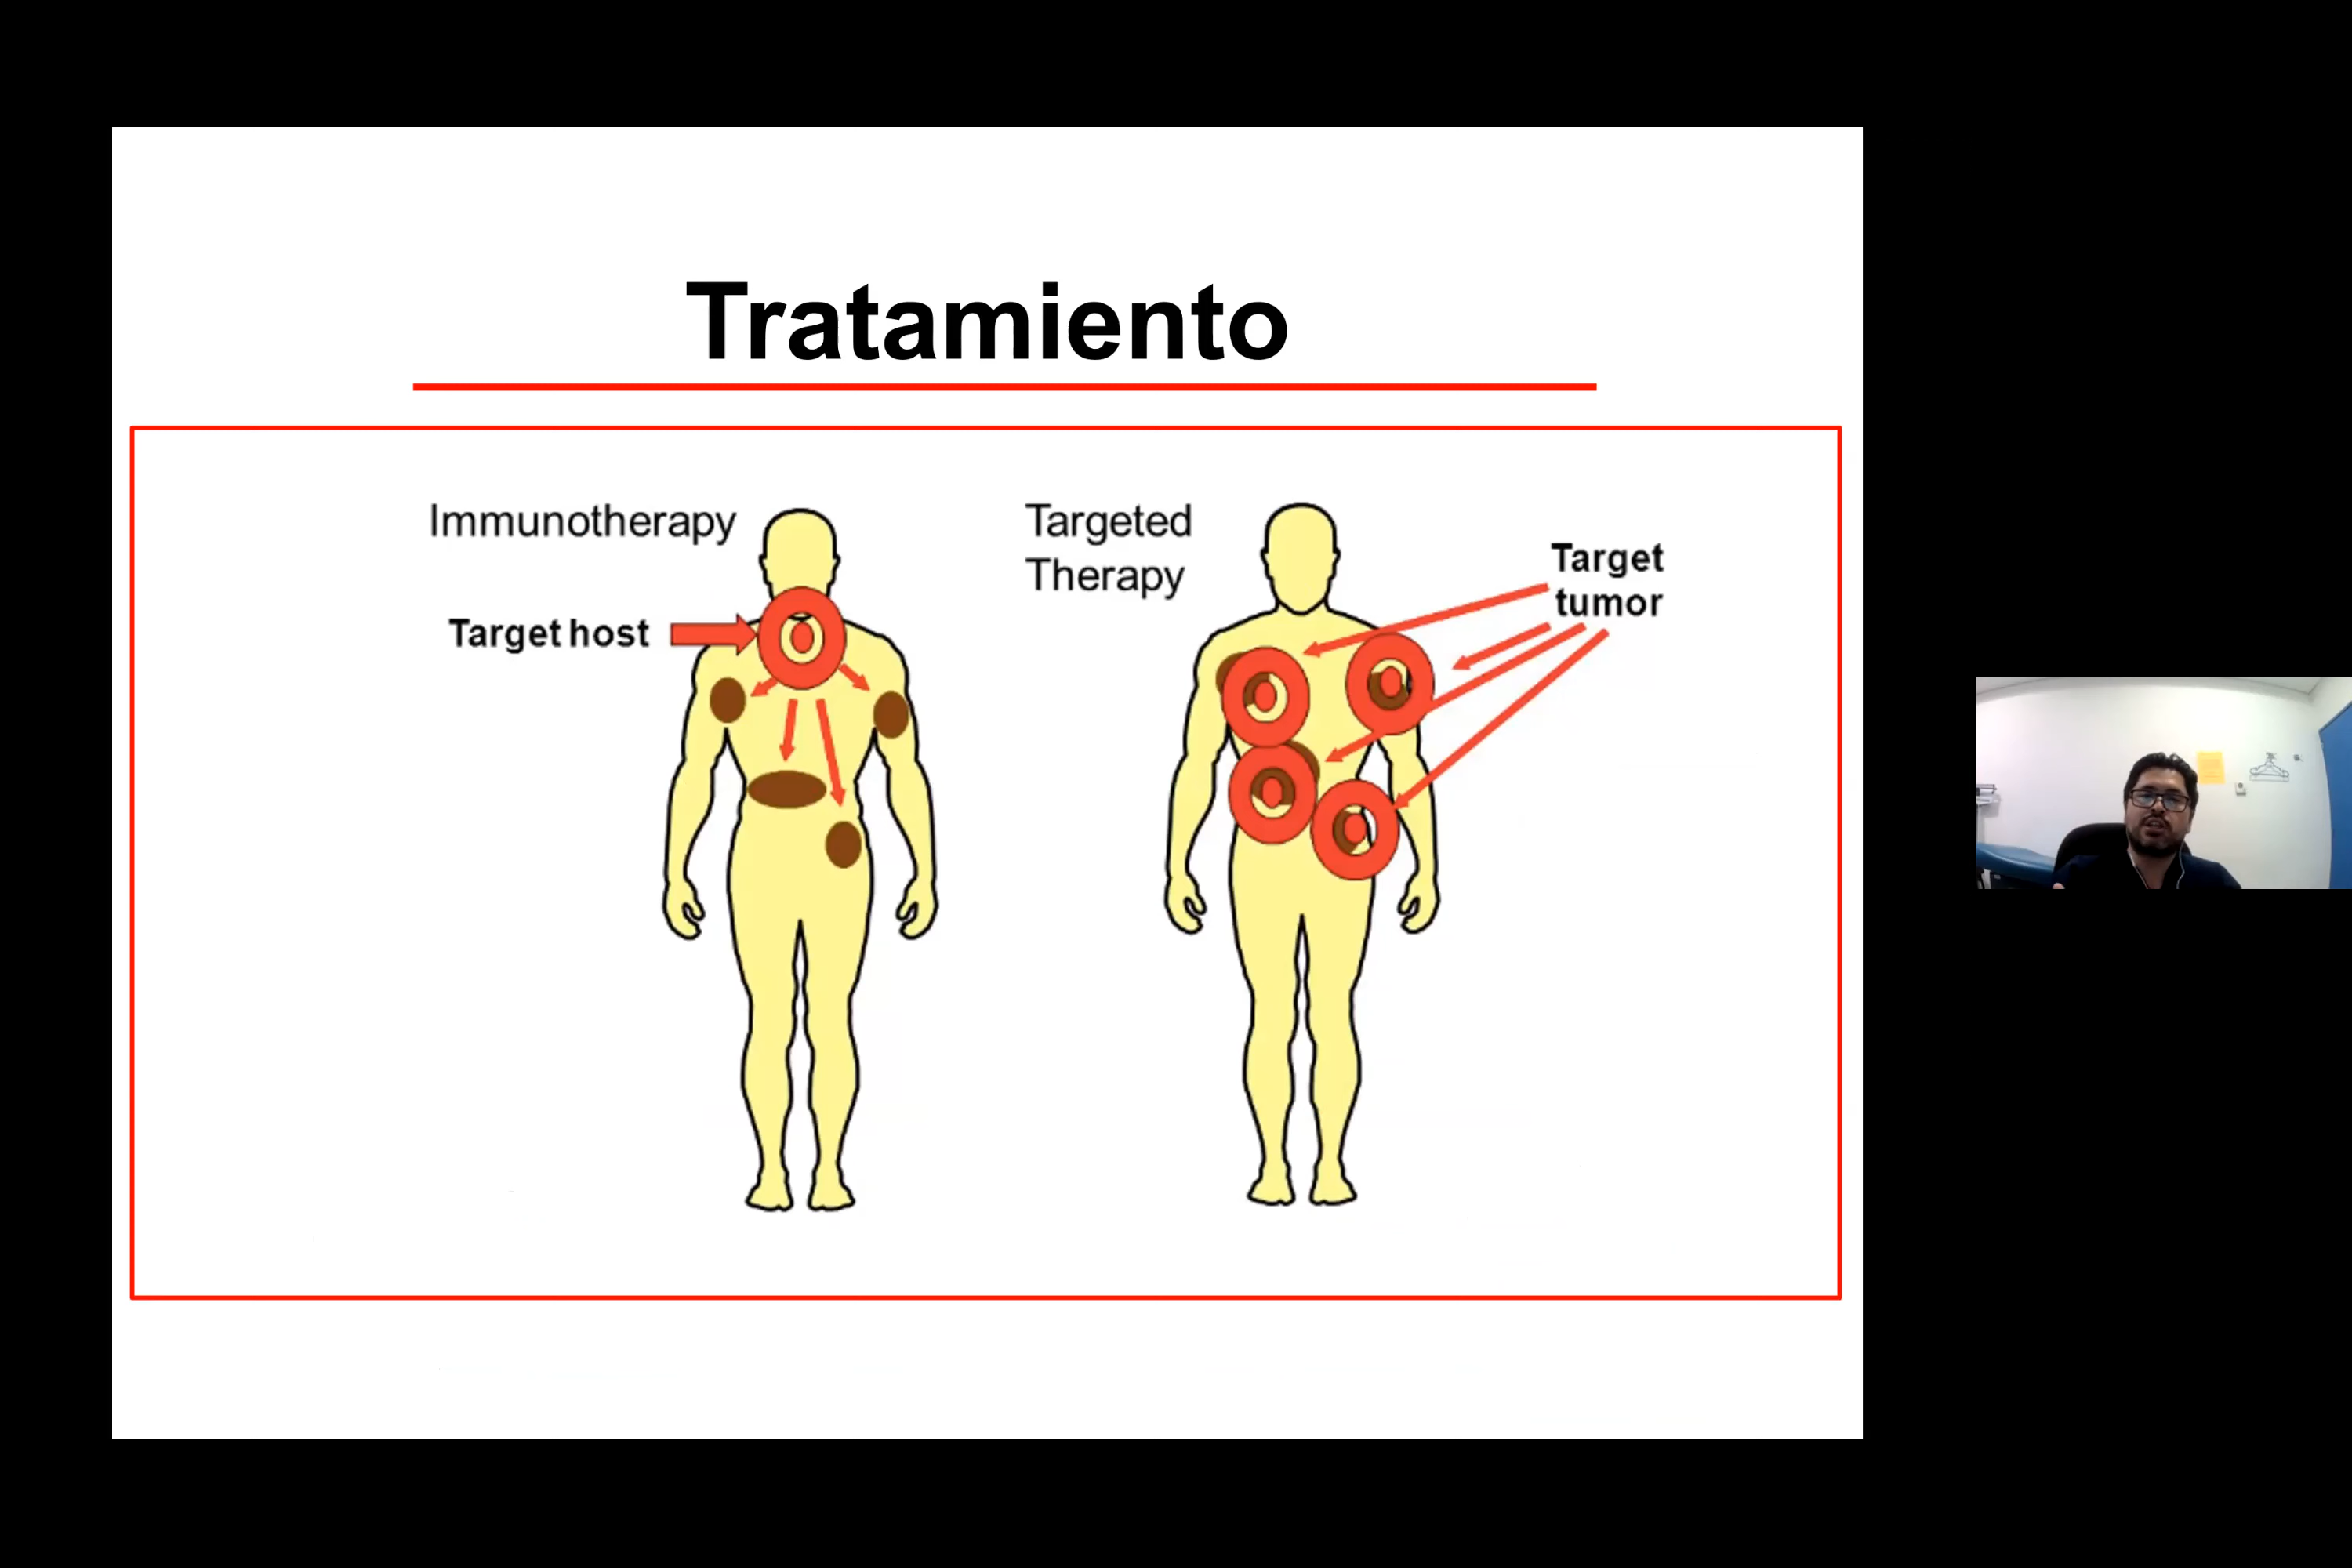 Tratamiento
Immunotherapy
Target host
Targeted
Therapy
Target
tumor